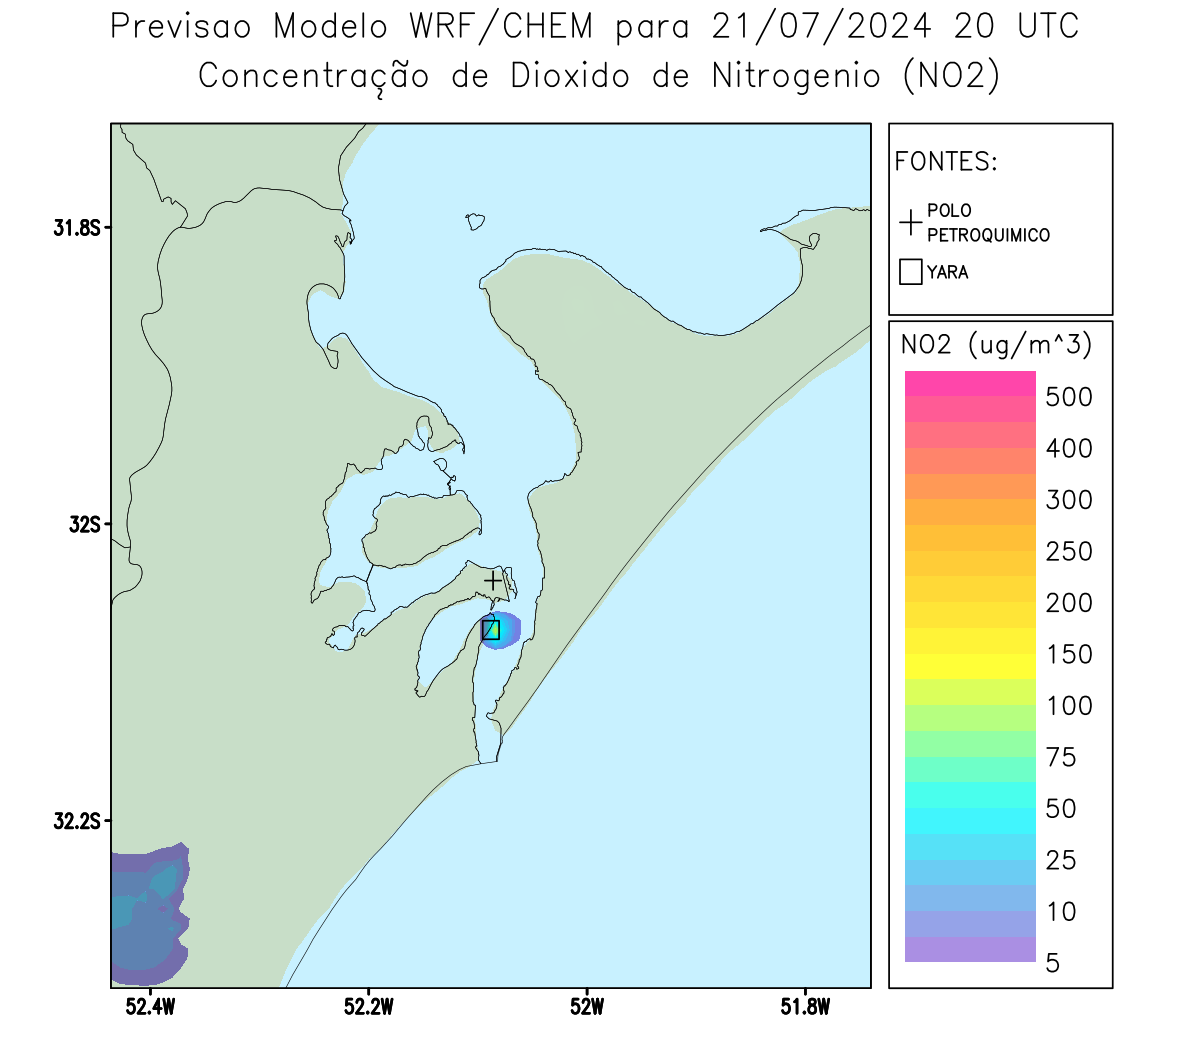 Previsao Modelo WRF/CHEM para 21/07/2024 20 UTC
Concentração de Dioxido de Nitrogenio (NO2)
FONTES:
POLO
PETROQUIMICO
YARA
31.8S
32S
32.2S
52.4W
52.2W
52W
51.8W
NO2 (ug/m^3)
500
400
300
250
200
150
100
75
50
25
10
5